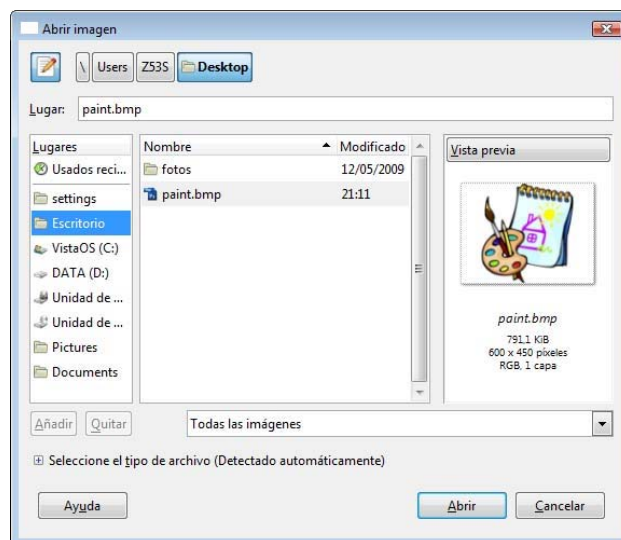 Abrir imagen
\ Users Z53S Desktop
Lugar: paint.bmp
Lugares
Usados reci...
settings
Escritorio
VistaOS (C:)
DATA (D:)
Unidad de ...
Unidad de ...
Pictures
Documents
Nombre Modificado
fotos 12/05/2009
paint.bmp 21:11
Vista previa
paint.bmp
791,1 KiB
600 x 450 píxeles
RGB, 1 capa
Añadir Quitar Todas las imágenes
Seleccione el tipo de archivo (Detectado automáticamente)
Ayuda Abrir Cancelar